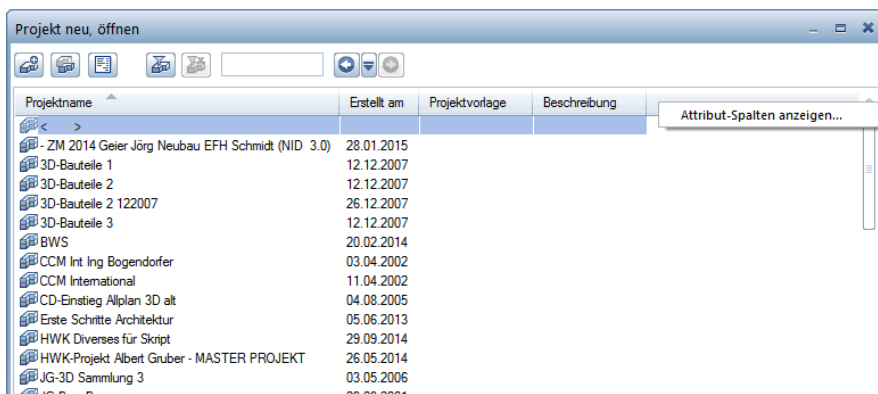 Projekt neu, öffnen
Projektname Erstellt am Projektvorlage Beschreibung
Attribut-Spalten anzeigen...
< >
- ZM 2014 Geier Jörg Neubau EFH Schmidt (NID 3.0) 28.01.2015
3D-Bauteile 1 12.12.2007
3D-Bauteile 2 12.12.2007
3D-Bauteile 2 122007 26.12.2007
3D-Bauteile 3 12.12.2007
BWS 20.02.2014
CCM Int Ing Bogendorfer 03.04.2002
CCM International 11.04.2002
CD-Einstieg Allplan 3D alt 04.08.2005
Erste Schritte Architektur 05.06.2013
HWK Diverses für Skript 29.09.2014
HWK-Projekt Albert Gruber - MASTER PROJEKT 26.05.2014
JG-3D Sammlung 3 03.05.2006